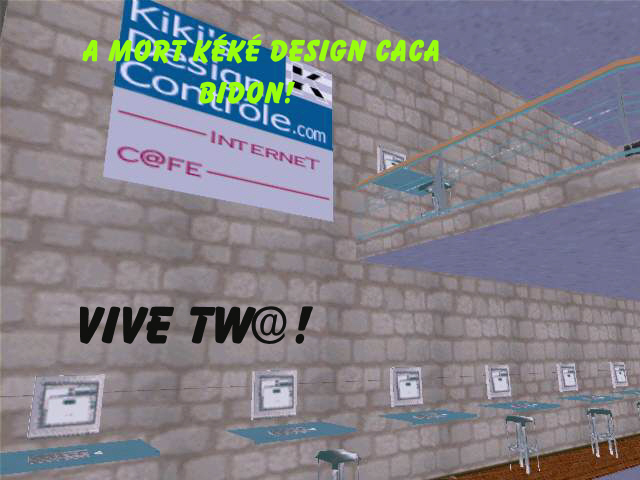 A MORT KÉKÉ DESIGN CACA
BIDON!
Kiki's
Design
Controle.com
K
INTERNET
C@FE
VIVE TW@!